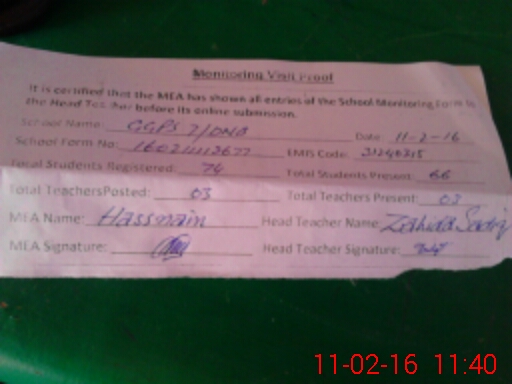 Monitoring Visit Proof
It is certified that the MEA has shown all entries of the School Monitoring Form to
the Head Teacher before its online submission.
School Name: GGPS 7/DNB Date: 11-2-16
School Form No: EMIS Code:
Total Students Registered: 74 Total Students Present: 66
Total TeachersPosted: 03 Total Teachers Present: 03
MEA Name: Hassnain Head Teacher Name: Zahida
MEA Signature: Head Teacher Signature:
11-02-16 11:40